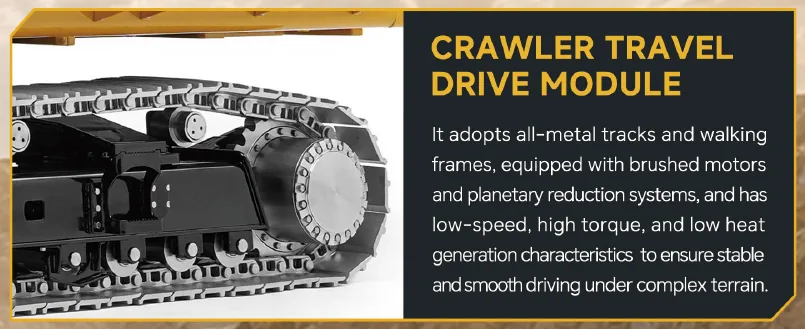 CRAWLER TRAVEL
DRIVE MODULE
It adopts all-metal tracks and walking
frames, equipped with brushed motors
and planetary reduction systems, and has
low-speed, high torque, and low heat
generation characteristics to ensure stable
and smooth driving under complex terrain.